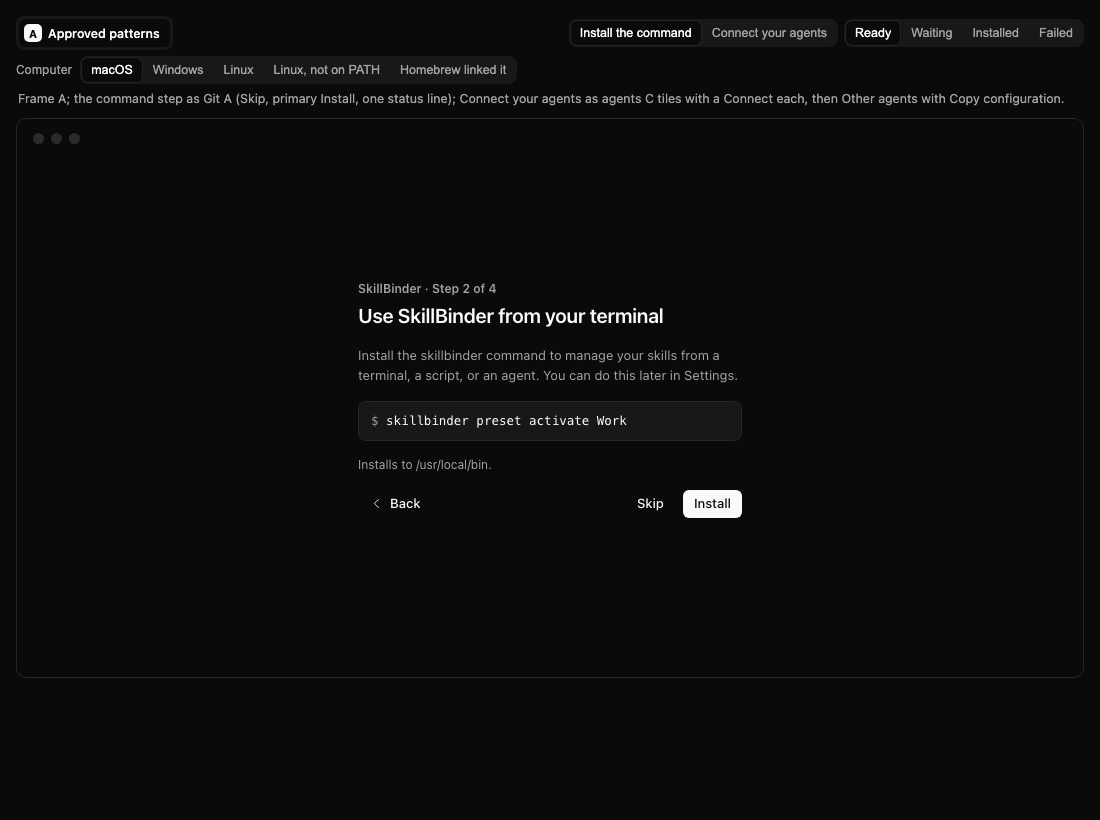 A Approved patterns
Install the command Connect your agents Ready Waiting Installed Failed
Computer macOS Windows Linux Linux, not on PATH Homebrew linked it
Frame A; the command step as Git A (Skip, primary Install, one status line); Connect your agents as agents C tiles with a Connect each, then Other agents with Copy configuration.
SkillBinder · Step 2 of 4
Use SkillBinder from your terminal
Install the skillbinder command to manage your skills from a
terminal, a script, or an agent. You can do this later in Settings.
$ skillbinder preset activate Work
Installs to /usr/local/bin.
Back Skip Install